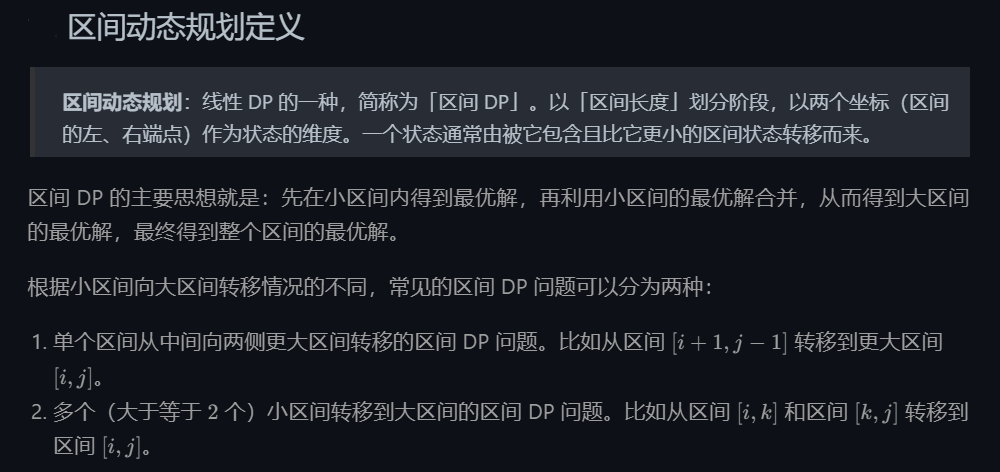 区间动态规划定义
区间动态规划：线性 DP 的一种，简称为「区间 DP」。以「区间长度」划分阶段，以两个坐标（区间
的左、右端点）作为状态的维度。一个状态通常由被它包含且比它更小的区间状态转移而来。
区间 DP 的主要思想就是：先在小区间内得到最优解，再利用小区间的最优解合并，从而得到大区间
的最优解，最终得到整个区间的最优解。
根据小区间向大区间转移情况的不同，常见的区间 DP 问题可以分为两种：
1. 单个区间从中间向两侧更大区间转移的区间 DP 问题。比如从区间 [i + 1, j − 1] 转移到更大区间
[i, j]。
2. 多个（大于等于 2 个）小区间转移到大区间的区间 DP 问题。比如从区间 [i, k] 和区间 [k, j] 转移到
区间 [i, j]。